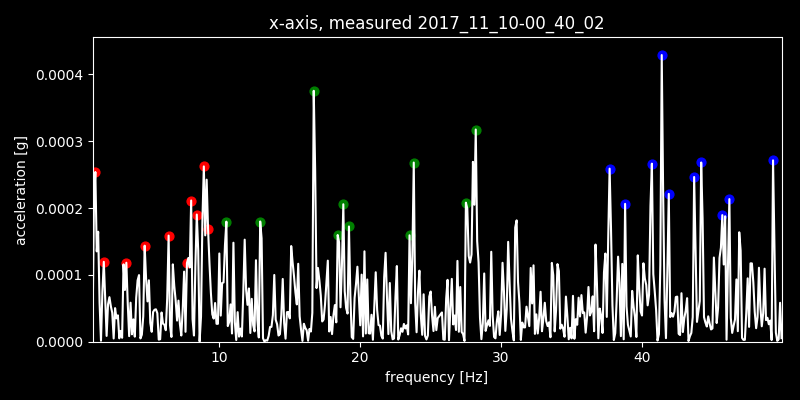 x-axis, measured 2017_11_10-00_40_02
0.0004
0.0003
0.0002
0.0001
0.0000
acceleration [g]
10 20 30 40
frequency [Hz]